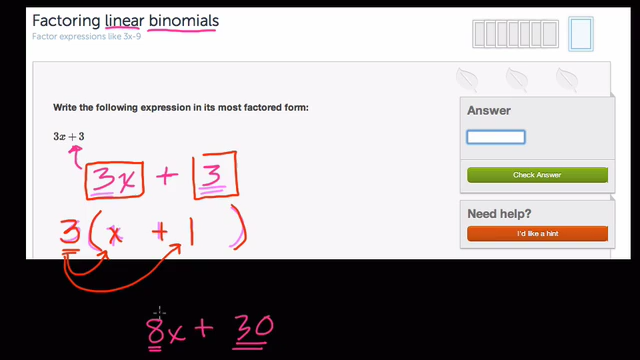 Factoring linear binomials
Factor expressions like 3x-9
Write the following expression in its most factored form:
3x + 3
3x + 3
3(x + 1)
8x + 30
Answer
Check Answer
Need help?
I'd like a hint